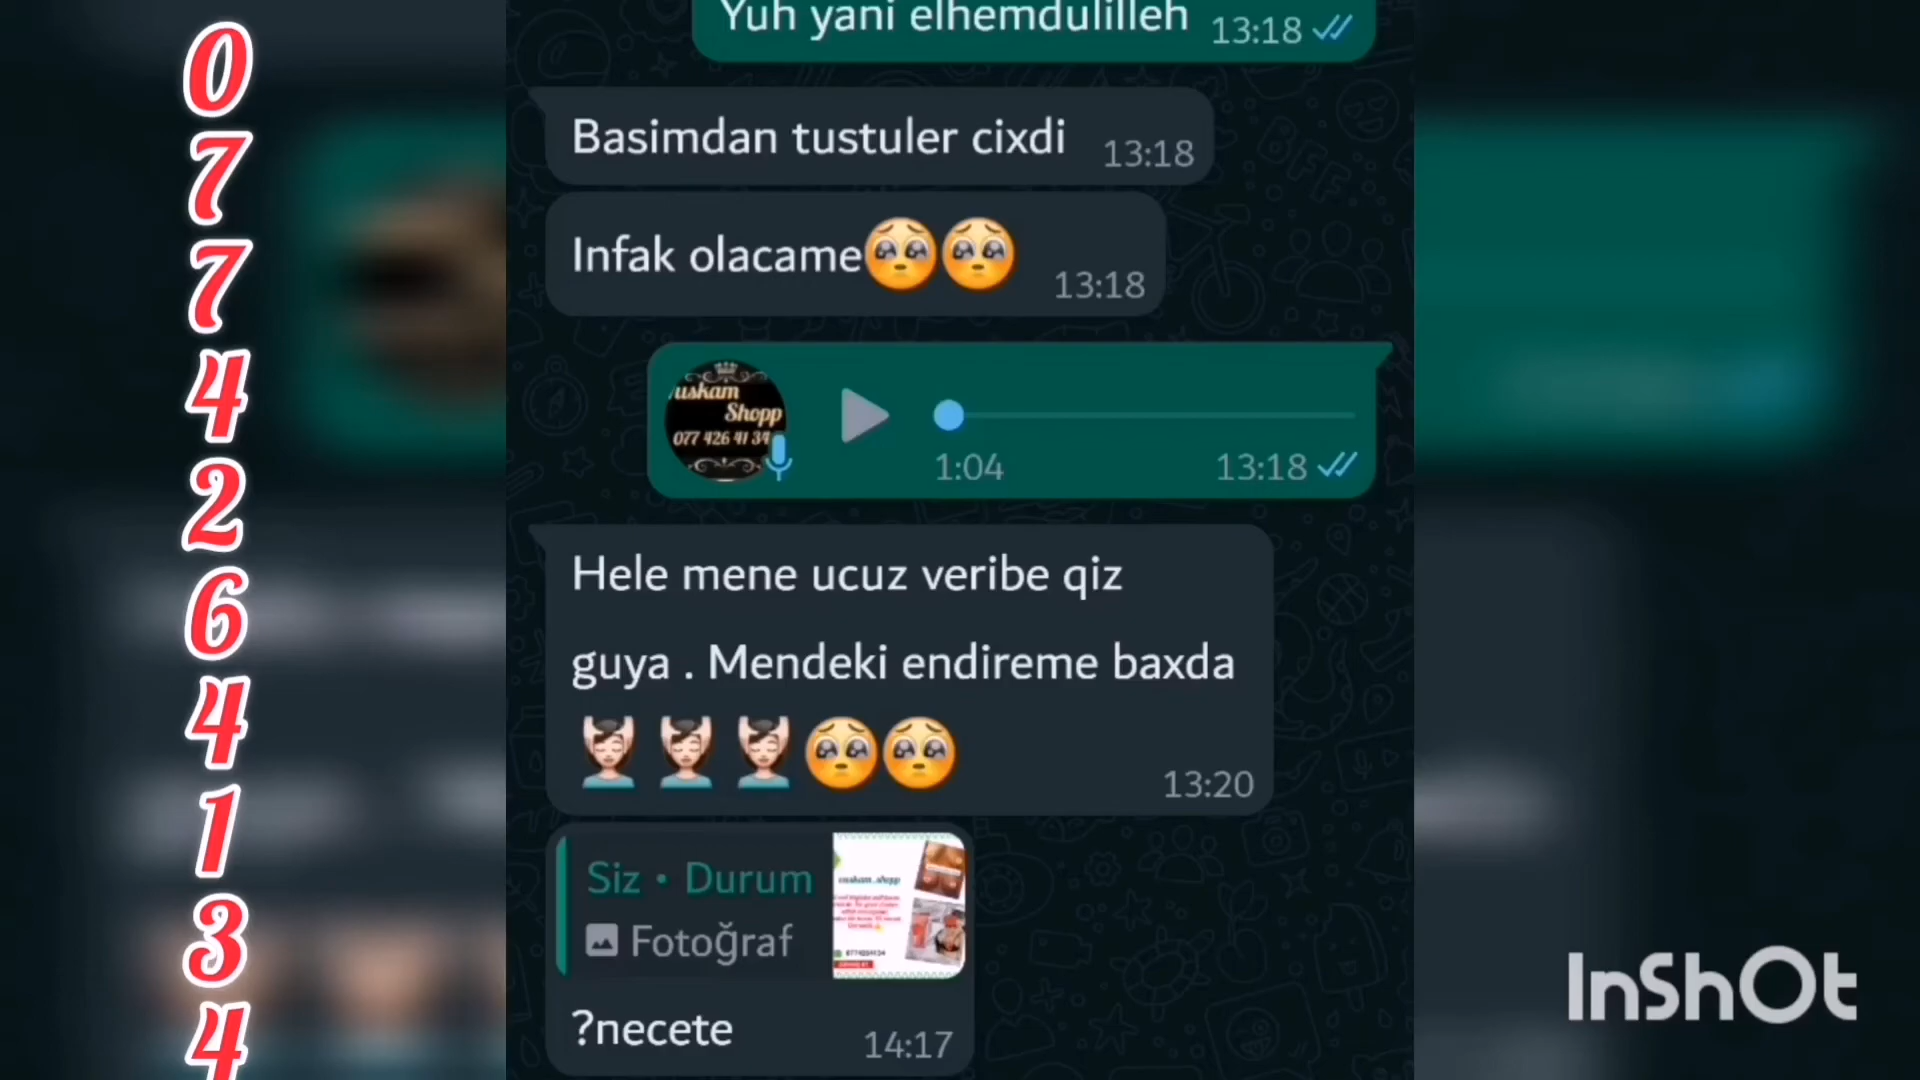 0
7
7
4
2
6
4
1
3
4
Yuh yani elhemdulilleh 13:18
Basimdan tustuler cixdi 13:18
Infak olacame🥺🥺 13:18
uskam
Shopp
077 426 41 34
1:04 13:18
Hele mene ucuz veribe qiz
guya . Mendeki endireme baxda
💆🏻‍♀️💆🏻‍♀️💆🏻‍♀️🥺🥺 13:20
Siz • Durum
Fotoğraf
?necete 14:17
InShOt